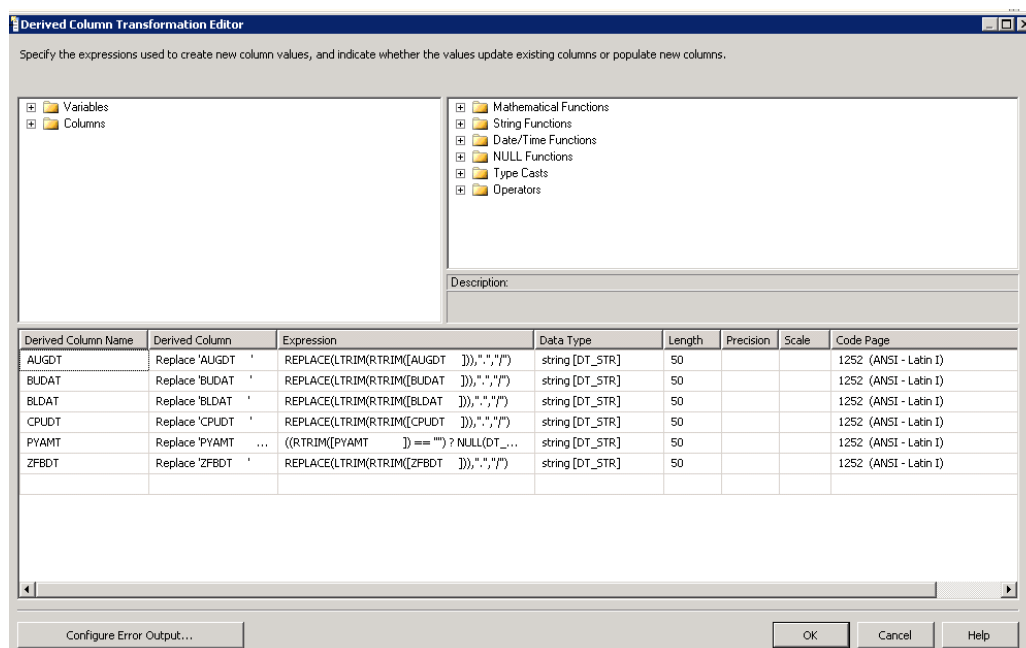 Derived Column Transformation Editor
Specify the expressions used to create new column values, and indicate whether the values update existing columns or populate new columns.
Variables
Columns
Mathematical Functions
String Functions
Date/Time Functions
NULL Functions
Type Casts
Operators
Description:
Derived Column Name Derived Column Expression Data Type Length Precision Scale Code Page
AUGDT Replace 'AUGDT ' REPLACE(LTRIM(RTRIM([AUGDT ])),".","/") string [DT_STR] 50 1252 (ANSI - Latin I)
BUDAT Replace 'BUDAT ' REPLACE(LTRIM(RTRIM([BUDAT ])),".","/") string [DT_STR] 50 1252 (ANSI - Latin I)
BLDAT Replace 'BLDAT ' REPLACE(LTRIM(RTRIM([BLDAT ])),".","/") string [DT_STR] 50 1252 (ANSI - Latin I)
CPUDT Replace 'CPUDT ' REPLACE(LTRIM(RTRIM([CPUDT ])),".","/") string [DT_STR] 50 1252 (ANSI - Latin I)
PYAMT Replace 'PYAMT ... ((RTRIM([PYAMT ]) == "") ? NULL(DT_... string [DT_STR] 50 1252 (ANSI - Latin I)
ZFBDT Replace 'ZFBDT ' REPLACE(LTRIM(RTRIM([ZFBDT ])),".","/") string [DT_STR] 50 1252 (ANSI - Latin I)
Configure Error Output... OK Cancel Help